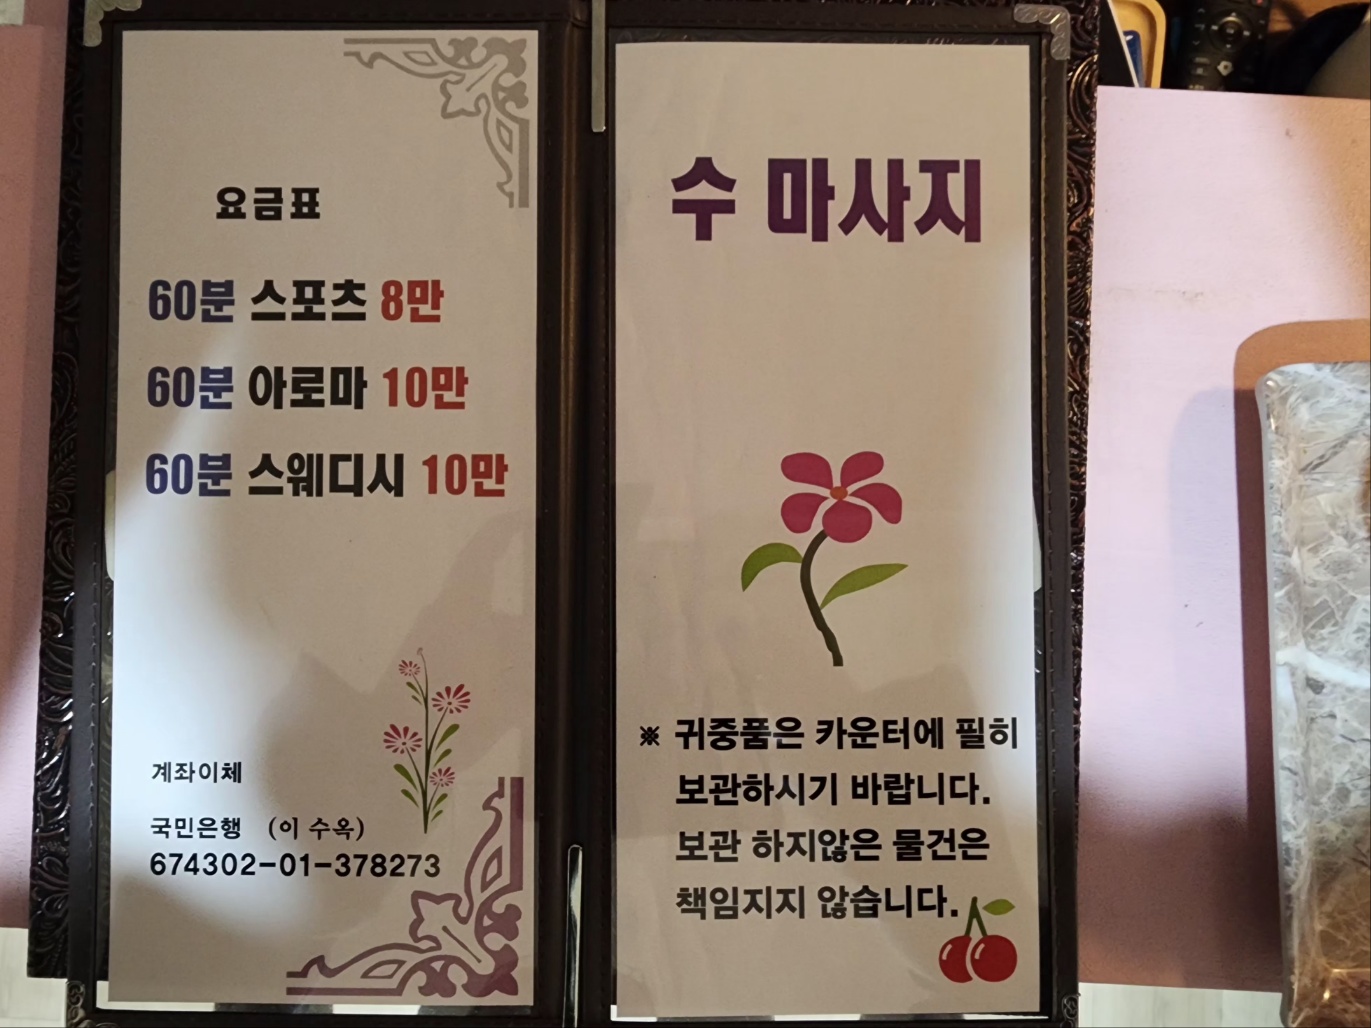 요금표
60분 스포츠 8만
60분 아로마 10만
60분 스웨디시 10만
계좌이체
국민은행 (이 수옥)
674302-01-378273
수 마사지
※ 귀중품은 카운터에 필히
보관하시기 바랍니다.
보관 하지않은 물건은
책임지지 않습니다.